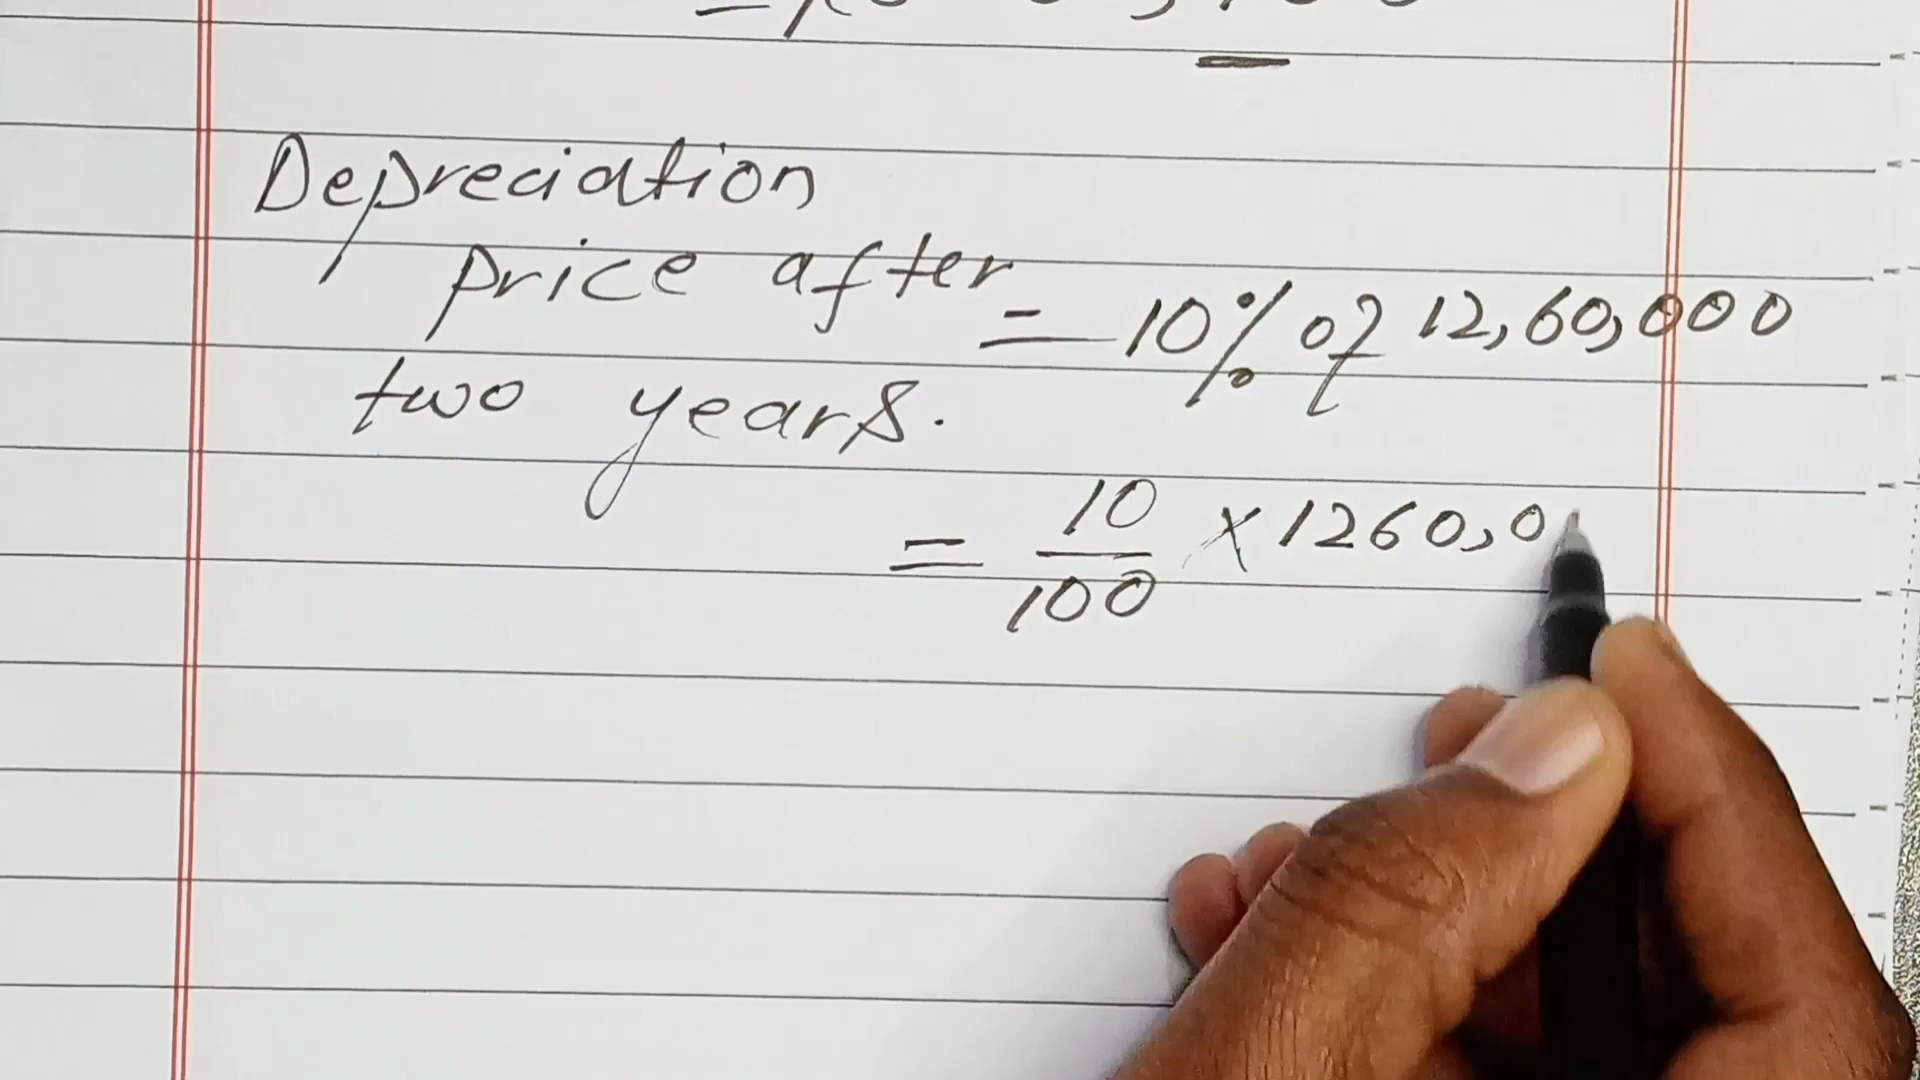 Depreciation
price after
= 10% of 12,60,000
two years.
= 10/100 × 1260,0